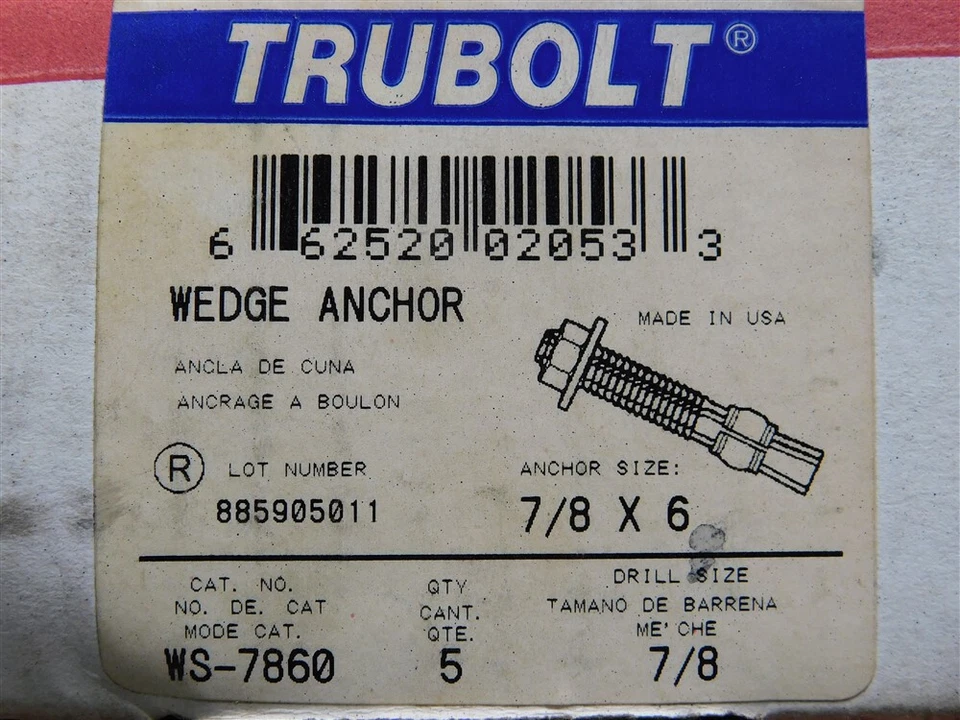 TRUBOLT®
6 62520 02053 3
WEDGE ANCHOR
MADE IN USA
ANCLA DE CUNA
ANCRAGE A BOULON
R LOT NUMBER
885905011
ANCHOR SIZE:
7/8 X 6
CAT. NO.
NO. DE. CAT
MODE CAT.
WS-7860
QTY
CANT.
QTE.
5
DRILL SIZE
TAMANO DE BARRENA
ME'CHE
7/8